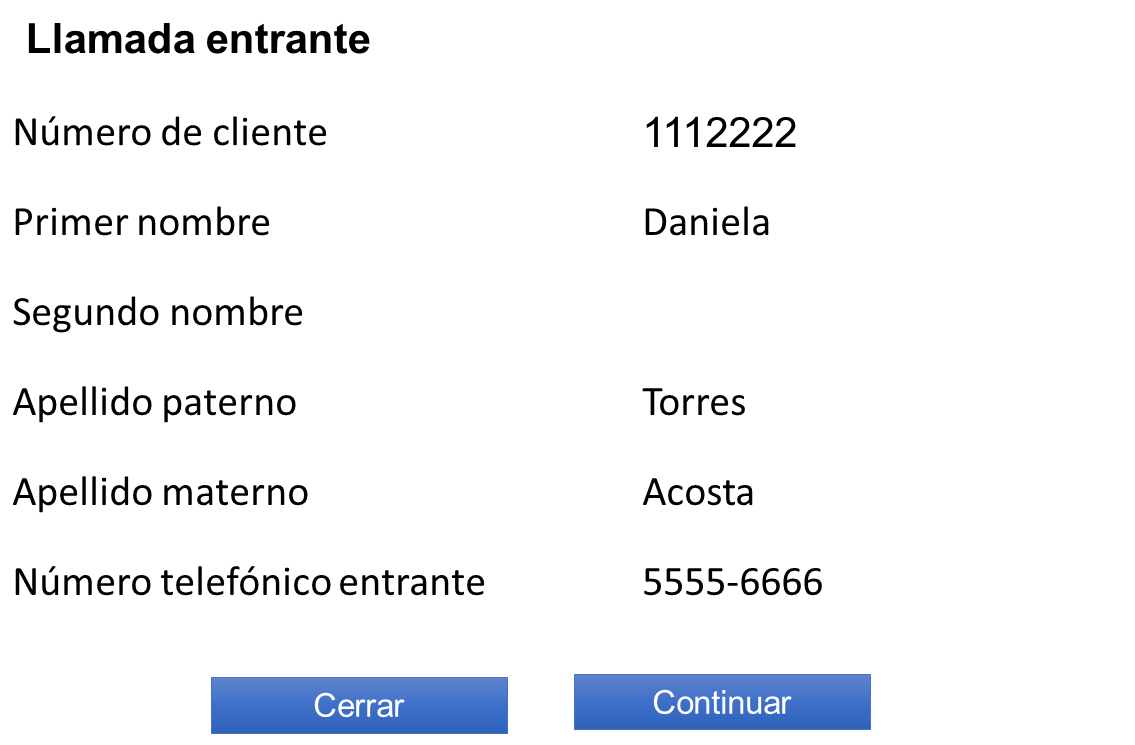 Llamada entrante
Número de cliente 1112222
Primer nombre Daniela
Segundo nombre
Apellido paterno Torres
Apellido materno Acosta
Número telefónico entrante 5555-6666
Cerrar Continuar